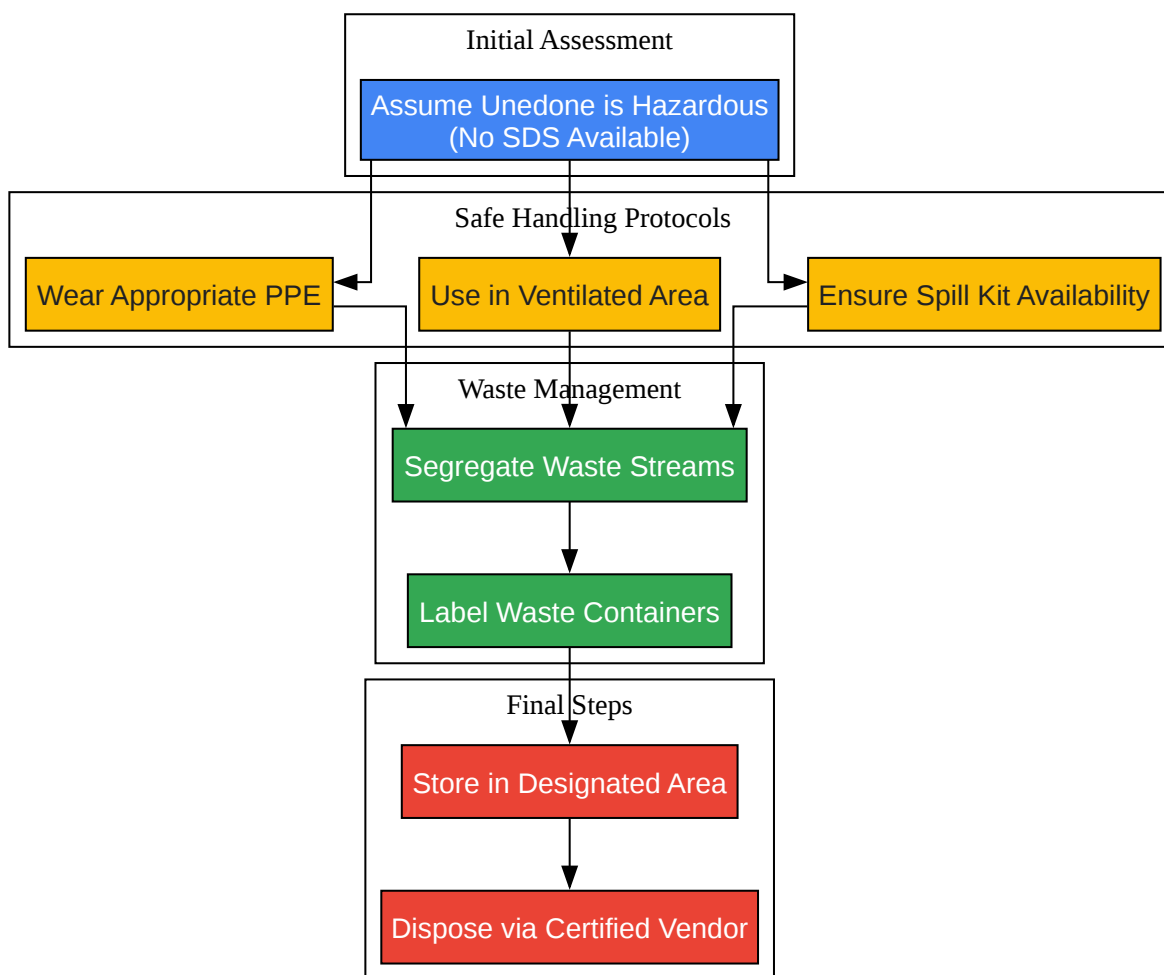 Initial Assessment
Assume Unedone is Hazardous
(No SDS Available)
Safe Handling Protocols
Wear Appropriate PPE
Use in Ventilated Area
Ensure Spill Kit Availability
Waste Management
Segregate Waste Streams
Label Waste Containers
Final Steps
Store in Designated Area
Dispose via Certified Vendor